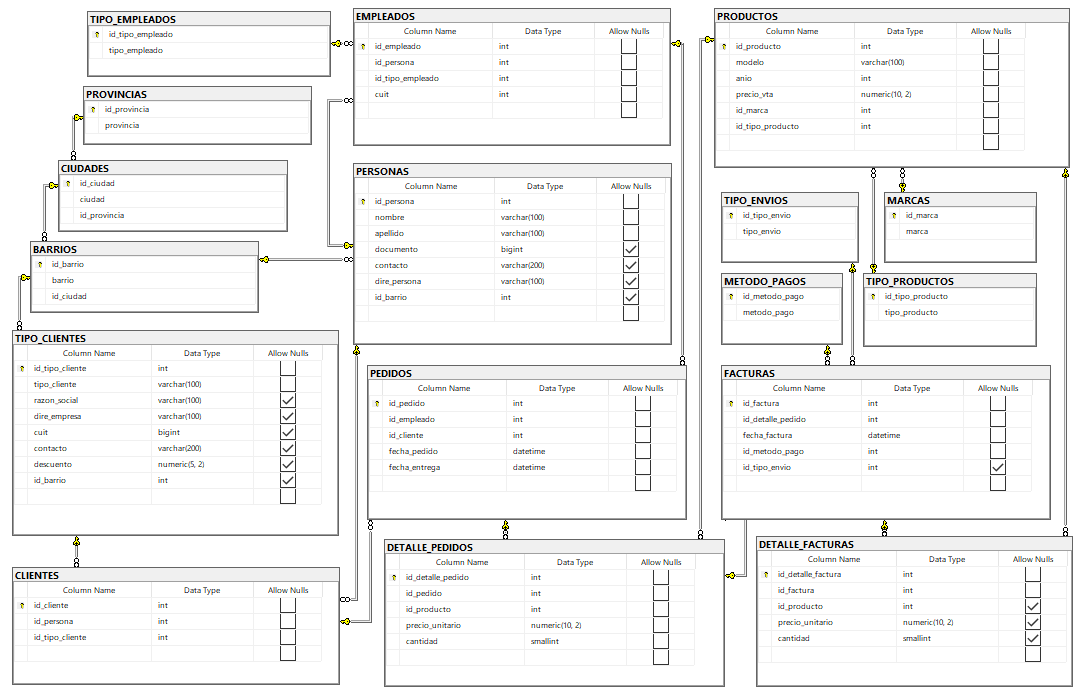 TIPO_EMPLEADOS
id_tipo_empleado
tipo_empleado
PROVINCIAS
id_provincia
provincia
CIUDADES
id_ciudad
ciudad
id_provincia
BARRIOS
id_barrio
barrio
id_ciudad
TIPO_CLIENTES
Column Name Data Type Allow Nulls
id_tipo_cliente int
tipo_cliente varchar(100)
razon_social varchar(100)
dire_empresa varchar(100)
cuit bigint
contacto varchar(200)
descuento numeric(5, 2)
id_barrio int
CLIENTES
Column Name Data Type Allow Nulls
id_cliente int
id_persona int
id_tipo_cliente int
EMPLEADOS
Column Name Data Type Allow Nulls
id_empleado int
id_persona int
id_tipo_empleado int
cuit int
PERSONAS
Column Name Data Type Allow Nulls
id_persona int
nombre varchar(100)
apellido varchar(100)
documento bigint
contacto varchar(200)
dire_persona varchar(100)
id_barrio int
PEDIDOS
Column Name Data Type Allow Nulls
id_pedido int
id_empleado int
id_cliente int
fecha_pedido datetime
fecha_entrega datetime
DETALLE_PEDIDOS
Column Name Data Type Allow Nulls
id_detalle_pedido int
id_pedido int
id_producto int
precio_unitario numeric(10, 2)
cantidad smallint
PRODUCTOS
Column Name Data Type Allow Nulls
id_producto int
modelo varchar(100)
anio int
precio_vta numeric(10, 2)
id_marca int
id_tipo_producto int
TIPO_ENVIOS
id_tipo_envio
tipo_envio
MARCAS
id_marca
marca
METODO_PAGOS
id_metodo_pago
metodo_pago
TIPO_PRODUCTOS
id_tipo_producto
tipo_producto
FACTURAS
Column Name Data Type Allow Nulls
id_factura int
id_detalle_pedido int
fecha_factura datetime
id_metodo_pago int
id_tipo_envio int
DETALLE_FACTURAS
Column Name Data Type Allow Nulls
id_detalle_factura int
id_factura int
id_producto int
precio_unitario numeric(10, 2)
cantidad smallint